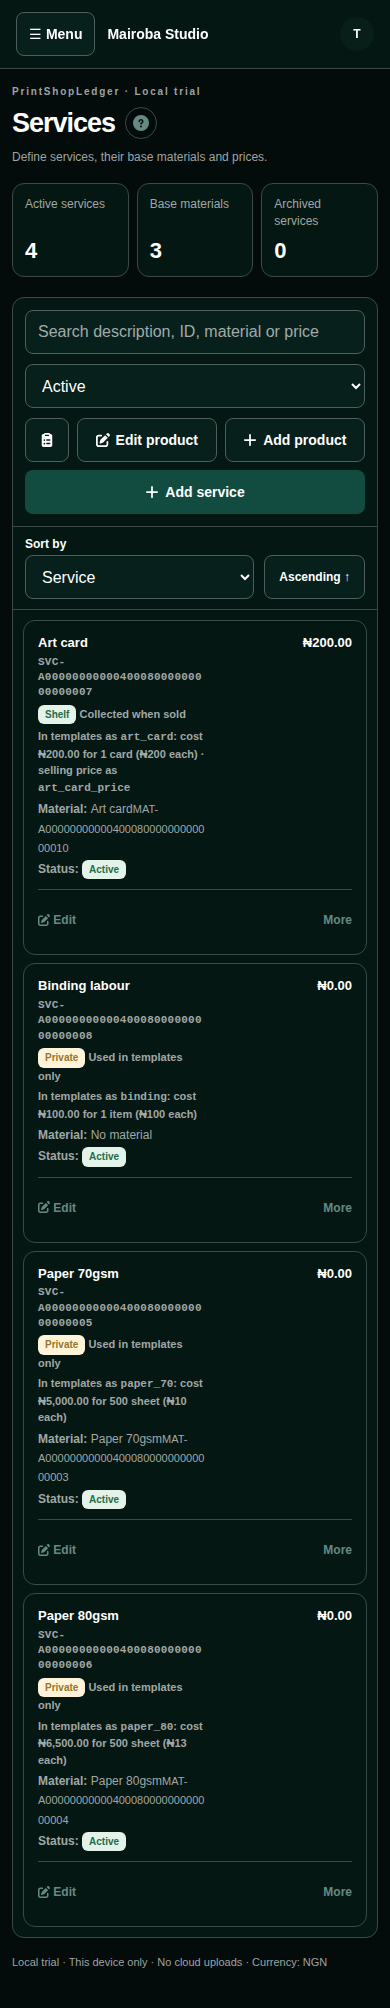 ☰ Menu
Mairoba Studio
T
PrintShopLedger · Local trial
Services
?
Define services, their base materials and prices.
Active services
4
Base materials
3
Archived
services
0
Search description, ID, material or price
Active
Edit product
+ Add product
+ Add service
Sort by
Service
Ascending ↑
Art card
₦200.00
SVC-
A0000000000400080000000
00000007
Shelf Collected when sold
In templates as art_card: cost
₦200.00 for 1 card (₦200 each) ·
selling price as
art_card_price
Material: Art cardMAT-
A0000000000400080000000000
00010
Status: Active
Edit
More
Binding labour
₦0.00
SVC-
A0000000000400080000000
00000008
Private Used in templates
only
In templates as binding: cost
₦100.00 for 1 item (₦100 each)
Material: No material
Status: Active
Edit
More
Paper 70gsm
₦0.00
SVC-
A0000000000400080000000
00000005
Private Used in templates
only
In templates as paper_70: cost
₦5,000.00 for 500 sheet (₦10
each)
Material: Paper 70gsmMAT-
A0000000000400080000000000
00003
Status: Active
Edit
More
Paper 80gsm
₦0.00
SVC-
A0000000000400080000000
00000006
Private Used in templates
only
In templates as paper_80: cost
₦6,500.00 for 500 sheet (₦13
each)
Material: Paper 80gsmMAT-
A0000000000400080000000000
00004
Status: Active
Edit
More
Local trial · This device only · No cloud uploads · Currency: NGN